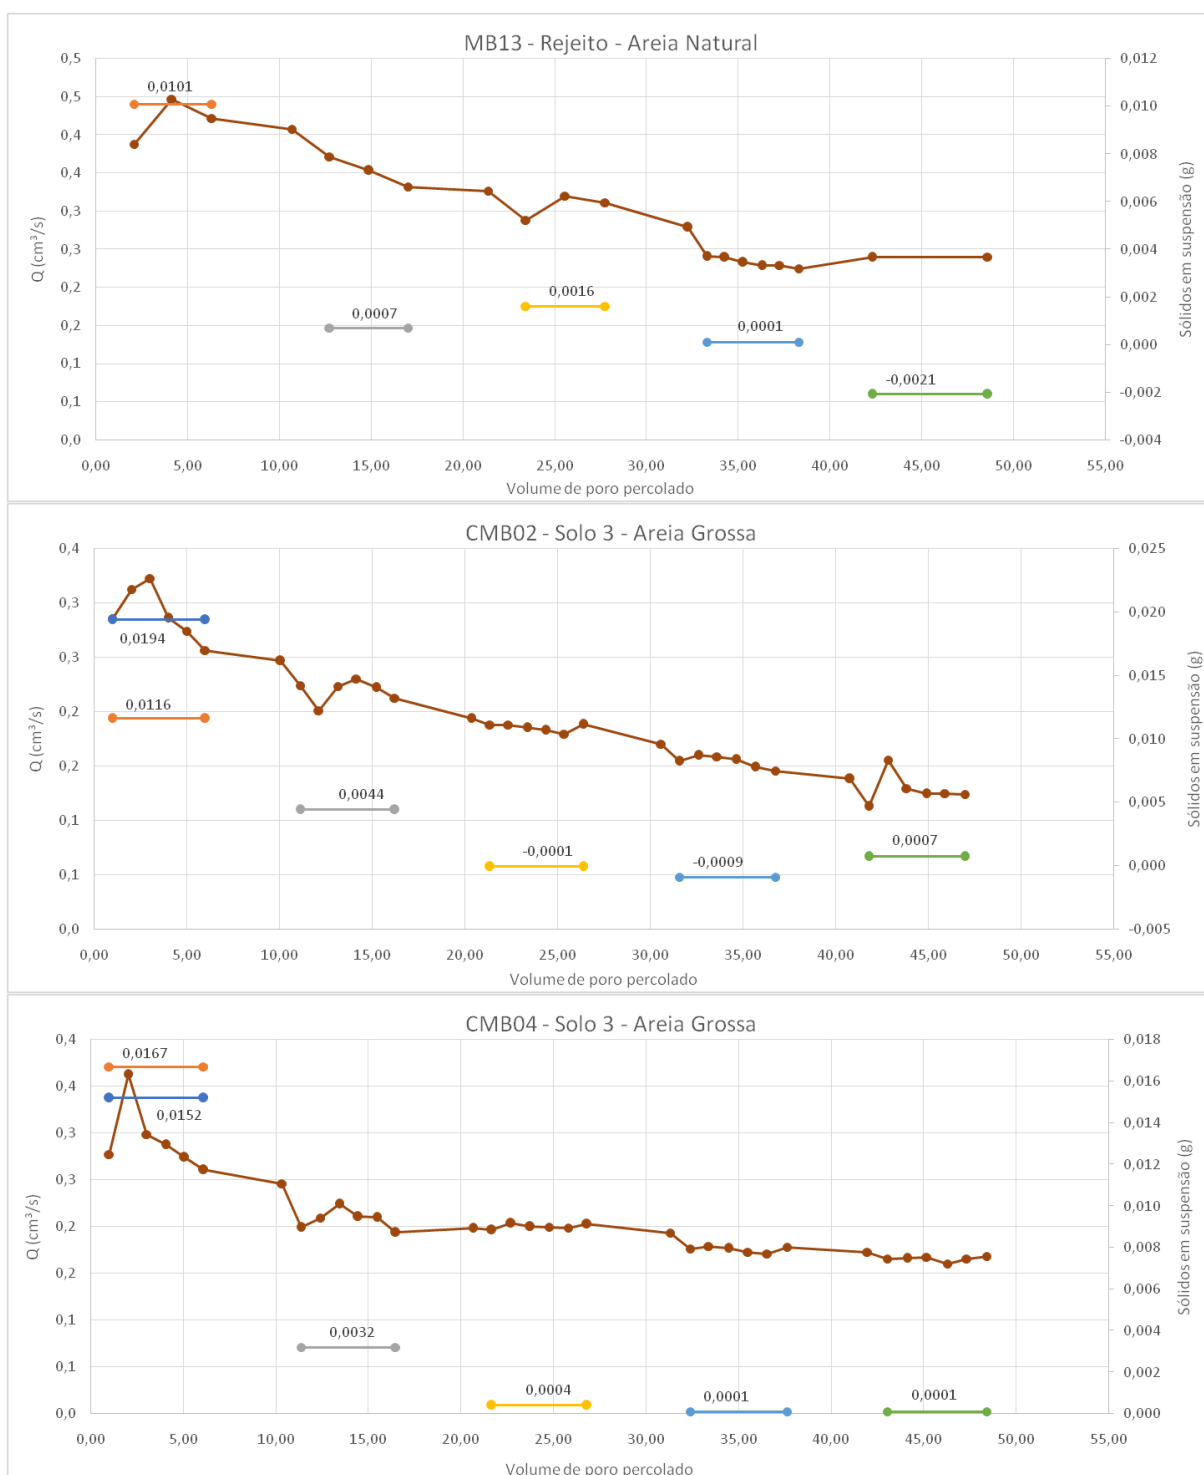 MB13 - Rejeito - Areia Natural
0,5 0,012
0,0101
0,5 0,010
0,4
0,008
0,4
0,006
0,3
0,3 0,004
0,0016
0,2 0,002
0,0007 0,0001
0,2
0,000
0,1
-0,0021 -0,002
0,1
0,0 -0,004
Q (cm³/s)
Sólidos em suspensão (g)
0,00 5,00 10,00 15,00 20,00 25,00 30,00 35,00 40,00 45,00 50,00 55,00
Volume de poro percolado
CMB02 - Solo 3 - Areia Grossa
0,4 0,025
0,3 0,020
0,0194
0,3
0,015
0,0116
0,2
0,010
0,2
0,0044
0,1 0,005
-0,0001 -0,0009 0,0007
0,1 0,000
0,0 -0,005
Q (cm³/s)
Sólidos em suspensão (g)
0,00 5,00 10,00 15,00 20,00 25,00 30,00 35,00 40,00 45,00 50,00 55,00
Volume de poro percolado
CMB04 - Solo 3 - Areia Grossa
0,4 0,018
0,0167
0,4 0,016
0,0152
0,014
0,3
0,012
0,3
0,010
0,2
0,008
0,2
0,006
0,1
0,0032 0,004
0,1
0,002
0,0004 0,0001 0,0001
0,0 0,000
Q (cm³/s)
Sólidos em suspensão (g)
0,00 5,00 10,00 15,00 20,00 25,00 30,00 35,00 40,00 45,00 50,00 55,00
Volume de poro percolado